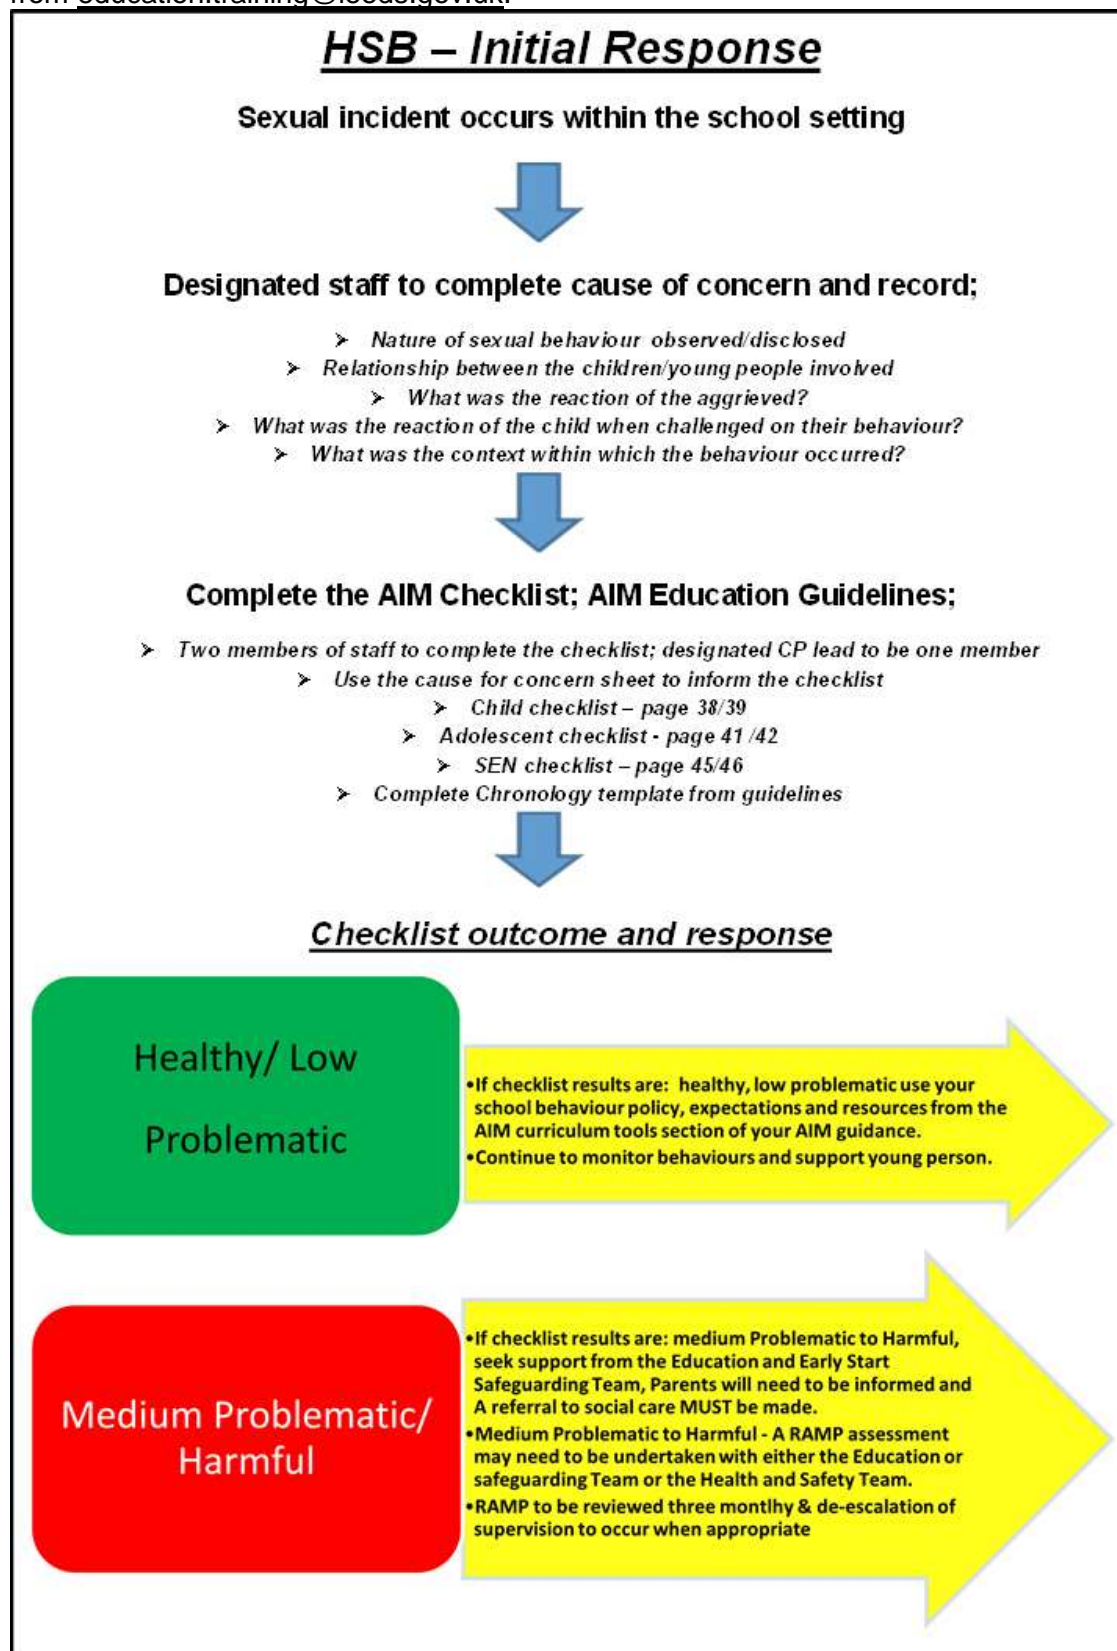 from education.training@leeds.gov.uk.
HSB – Initial Response
Sexual incident occurs within the school setting
Designated staff to complete cause of concern and record;
➢ Nature of sexual behaviour observed/disclosed
➢ Relationship between the children/young people involved
➢ What was the reaction of the aggrieved?
➢ What was the reaction of the child when challenged on their behaviour?
➢ What was the context within which the behaviour occurred?
Complete the AIM Checklist; AIM Education Guidelines;
➢ Two members of staff to complete the checklist; designated CP lead to be one member
➢ Use the cause for concern sheet to inform the checklist
➢ Child checklist – page 38/39
➢ Adolescent checklist - page 41/42
➢ SEN checklist – page 45/46
➢ Complete Chronology template from guidelines
Checklist outcome and response
Healthy/ Low
Problematic
•If checklist results are: healthy, low problematic use your
school behaviour policy, expectations and resources from the
AIM curriculum tools section of your AIM guidance.
•Continue to monitor behaviours and support young person.
Medium Problematic/
Harmful
•If checklist results are: medium Problematic to Harmful,
seek support from the Education and Early Start
Safeguarding Team, Parents will need to be informed and
A referral to social care MUST be made.
•Medium Problematic to Harmful - A RAMP assessment
may need to be undertaken with either the Education or
safeguarding Team or the Health and Safety Team.
•RAMP to be reviewed three montlhy & de-escalation of
supervision to occur when appropriate